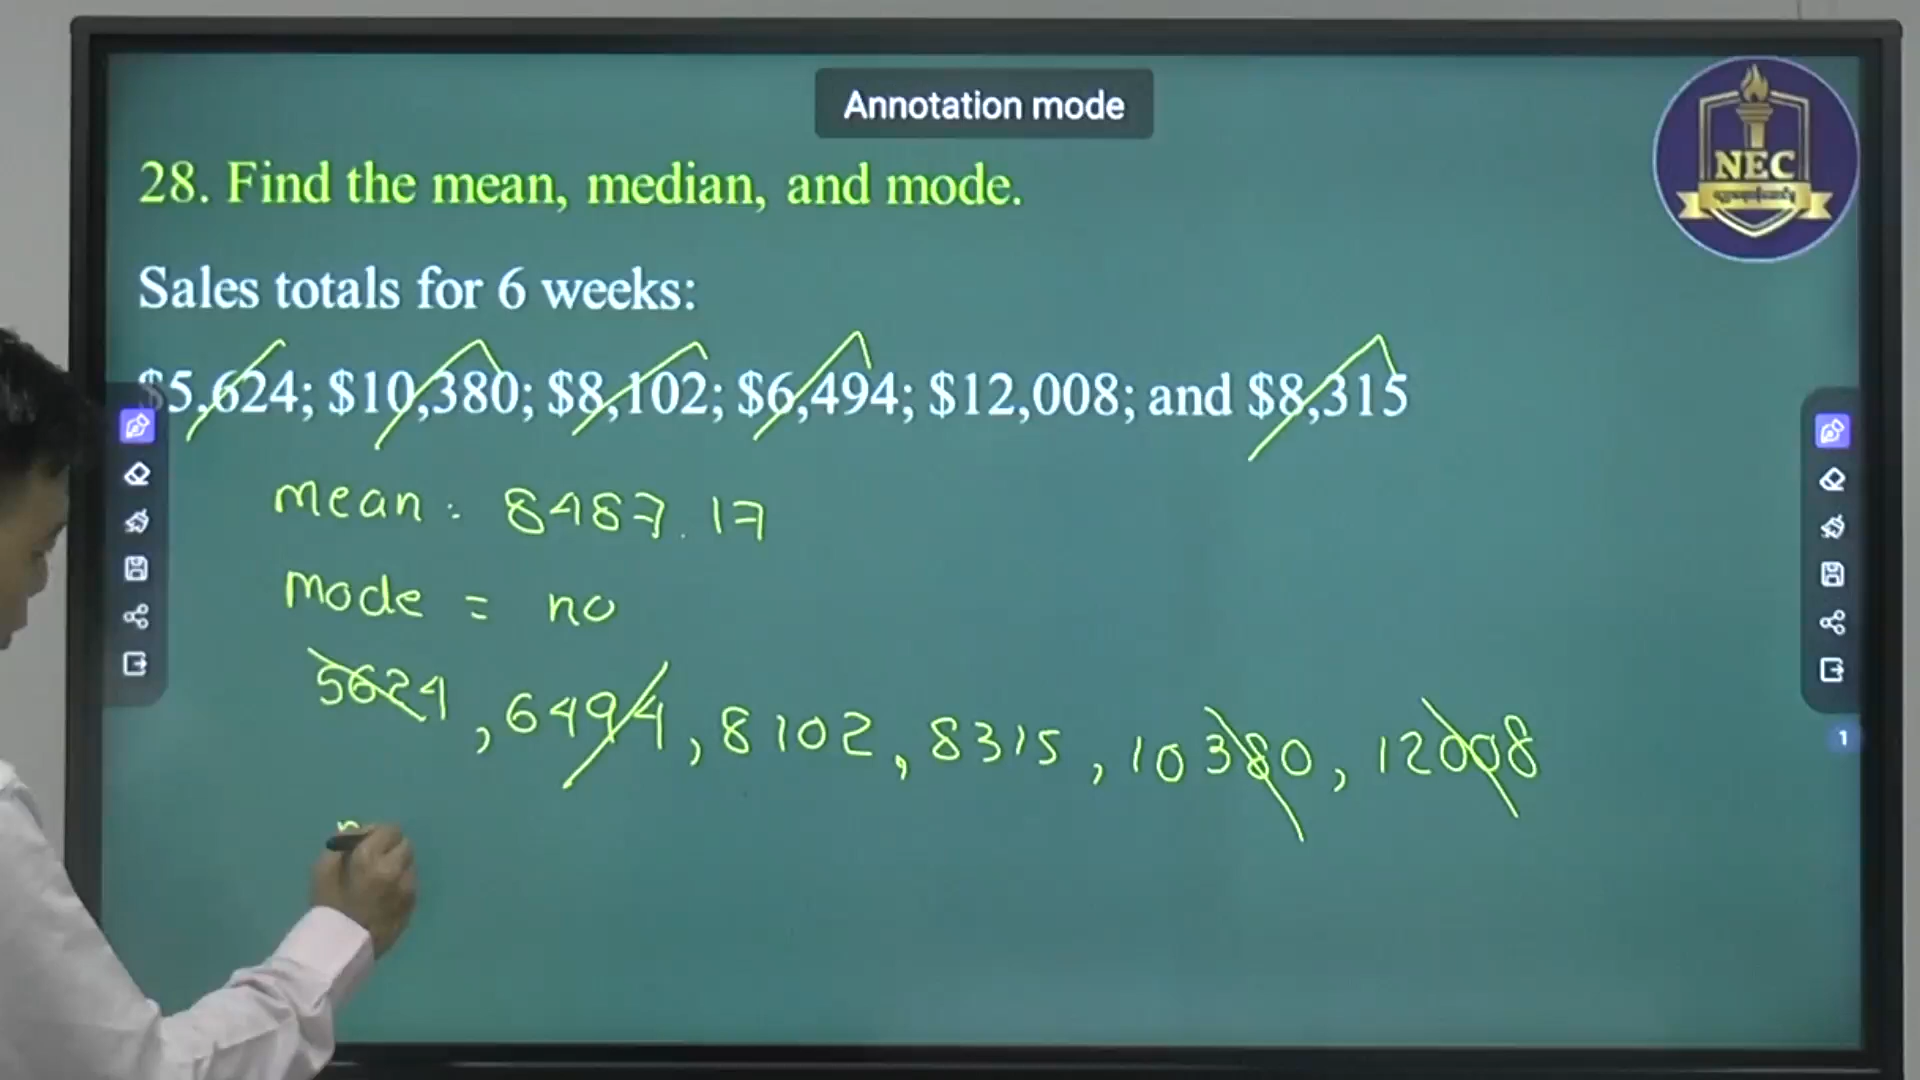 Annotation mode
NEC
28. Find the mean, median, and mode.
Sales totals for 6 weeks:
$5,624; $10,380; $8,102; $6,494; $12,008; and $8,315
mean : 8487.17
mode = no
5624, 6494, 8102, 8315, 10380, 12008
1